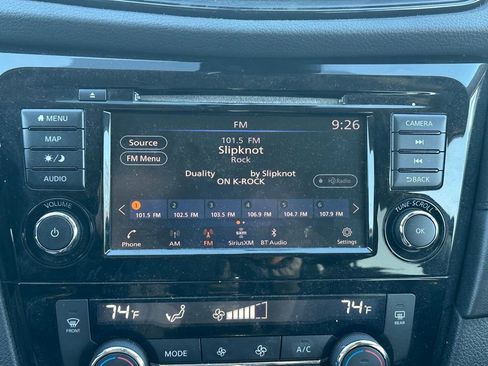 FM
9:26
MENU
CAMERA
Source
101.5 FM
Slipknot
Rock
MAP
FM Menu
Duality by Slipknot
ON K-ROCK
HD Radio
AUDIO
BACK
1 2 3 4 5 6
101.5 FM 102.5 FM 103.5 FM 106.9 FM 104.7 FM 107.9 FM
VOLUME
TUNE·SCROLL
OK
Phone AM FM SiriusXM BT Audio Settings
sxm
74°F
74°F
FRONT
REAR
MODE
A/C